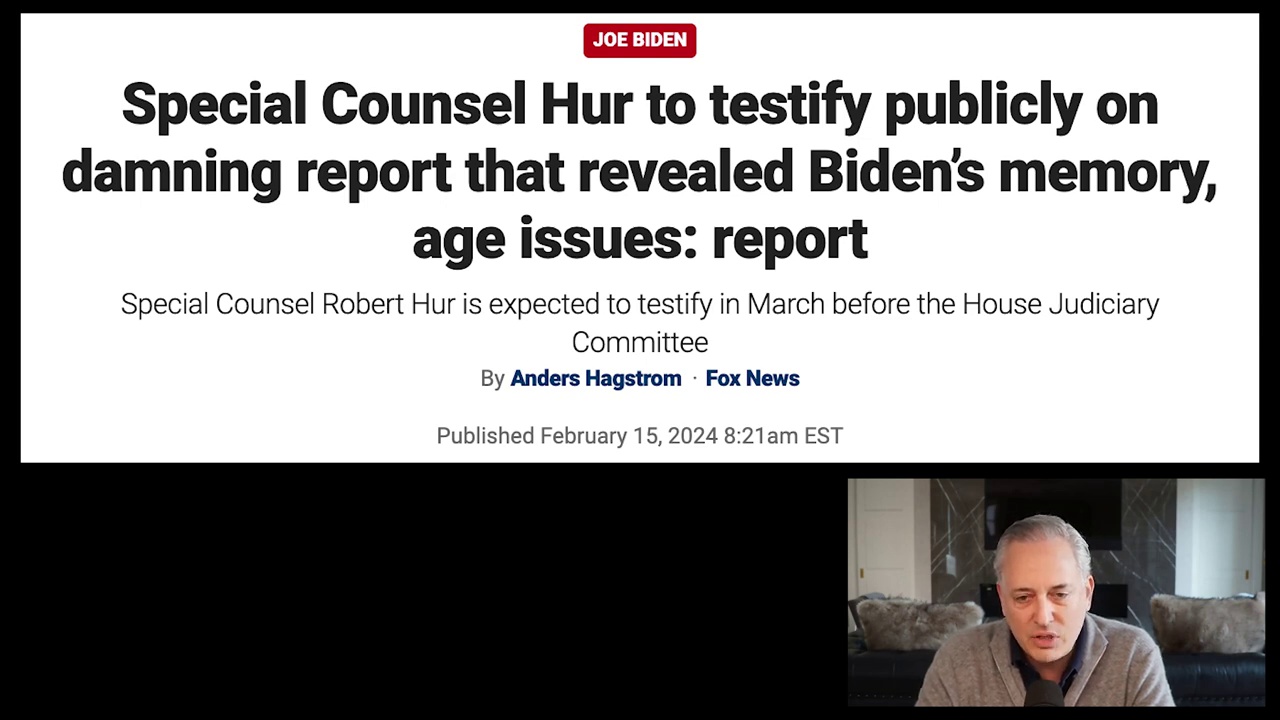 JOE BIDEN
Special Counsel Hur to testify publicly on
damning report that revealed Biden’s memory,
age issues: report
Special Counsel Robert Hur is expected to testify in March before the House Judiciary
Committee
By Anders Hagstrom · Fox News
Published February 15, 2024 8:21am EST